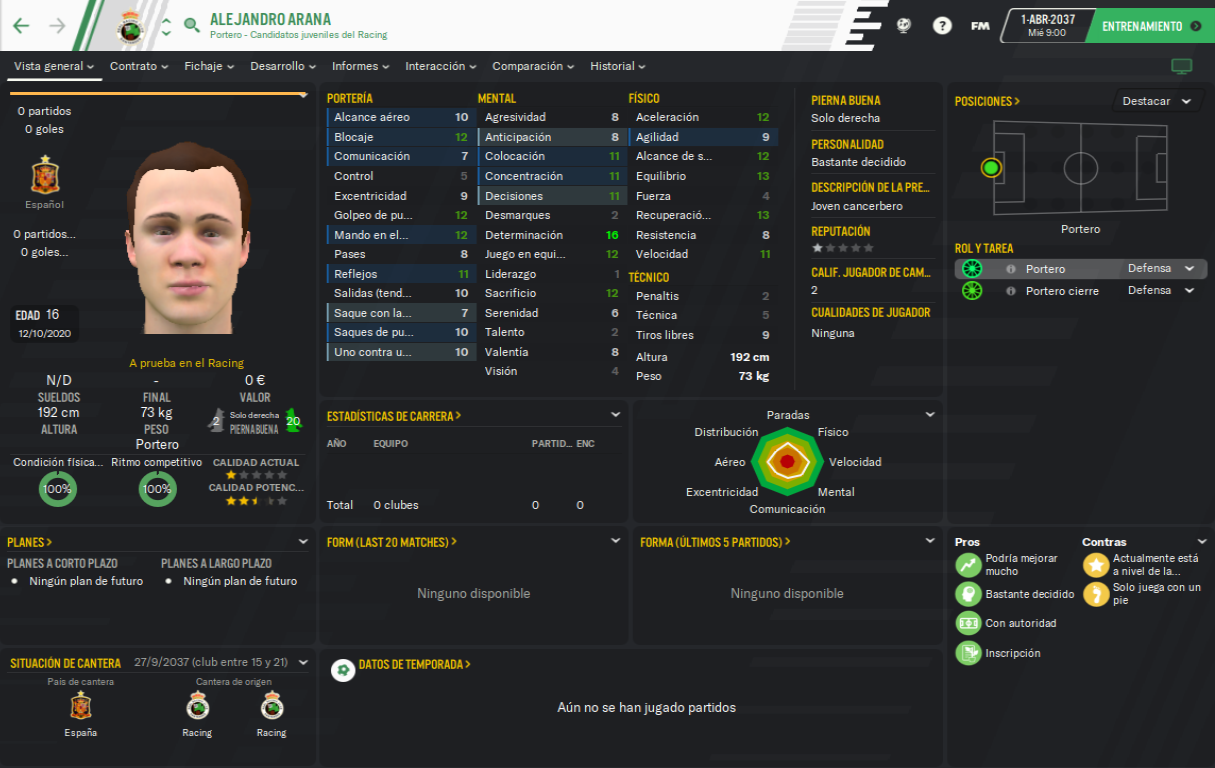 ALEJANDRO ARANA
Portero - Candidatos juveniles del Racing
?
FM
1-ABR-2037
Mié 9:00
ENTRENAMIENTO
Vista general
Contrato
Fichaje
Desarrollo
Informes
Interacción
Comparación
Historial
0 partidos
0 goles
Español
0 partidos...
0 goles...
EDAD 16
12/10/2020
A prueba en el Racing
N/D
SUELDOS
-
FINAL
0 €
VALOR
192 cm
ALTURA
73 kg
PESO
2
Solo derecha
PIERNA BUENA
20
Portero
Condición física...
100%
Ritmo competitivo
100%
CALIDAD ACTUAL
CALIDAD POTENC...
PORTERÍA
Alcance aéreo 10
Blocaje 12
Comunicación 7
Control 5
Excentricidad 9
Golpeo de pu... 12
Mando en el... 12
Pases 8
Reflejos 11
Salidas (tend... 10
Saque con la... 7
Saques de pu... 10
Uno contra u... 10
MENTAL
Agresividad 8
Anticipación 8
Colocación 11
Concentración 11
Decisiones 11
Desmarques 2
Determinación 16
Juego en equi... 12
Liderazgo 1
Sacrificio 12
Serenidad 6
Talento 2
Valentía 8
Visión 4
FÍSICO
Aceleración 12
Agilidad 9
Alcance de s... 12
Equilibrio 13
Fuerza 4
Recuperació... 13
Resistencia 8
Velocidad 11
TÉCNICO
Penaltis 2
Técnica 5
Tiros libres 9
Altura 192 cm
Peso 73 kg
PIERNA BUENA
Solo derecha
PERSONALIDAD
Bastante decidido
DESCRIPCIÓN DE LA PRE...
Joven cancerbero
REPUTACIÓN
CALIF. JUGADOR DE CAM...
2
CUALIDADES DE JUGADOR
Ninguna
POSICIONES >
Destacar
Portero
ROL Y TAREA
Portero Defensa
Portero cierre Defensa
ESTADÍSTICAS DE CARRERA >
AÑO EQUIPO PARTID... ENC
Total 0 clubes 0 0
Paradas
Distribución
Físico
Aéreo
Velocidad
Excentricidad
Mental
Comunicación
PLANES >
PLANES A CORTO PLAZO
Ningún plan de futuro
PLANES A LARGO PLAZO
Ningún plan de futuro
FORM (LAST 20 MATCHES) >
Ninguno disponible
FORMA (ÚLTIMOS 5 PARTIDOS) >
Ninguno disponible
Pros
Podría mejorar
mucho
Bastante decidido
Con autoridad
Inscripción
Contras
Actualmente está
a nivel de la...
Solo juega con un
pie
SITUACIÓN DE CANTERA 27/9/2037 (club entre 15 y 21)
País de cantera
España
Cantera de origen
Racing
Racing
DATOS DE TEMPORADA >
Aún no se han jugado partidos